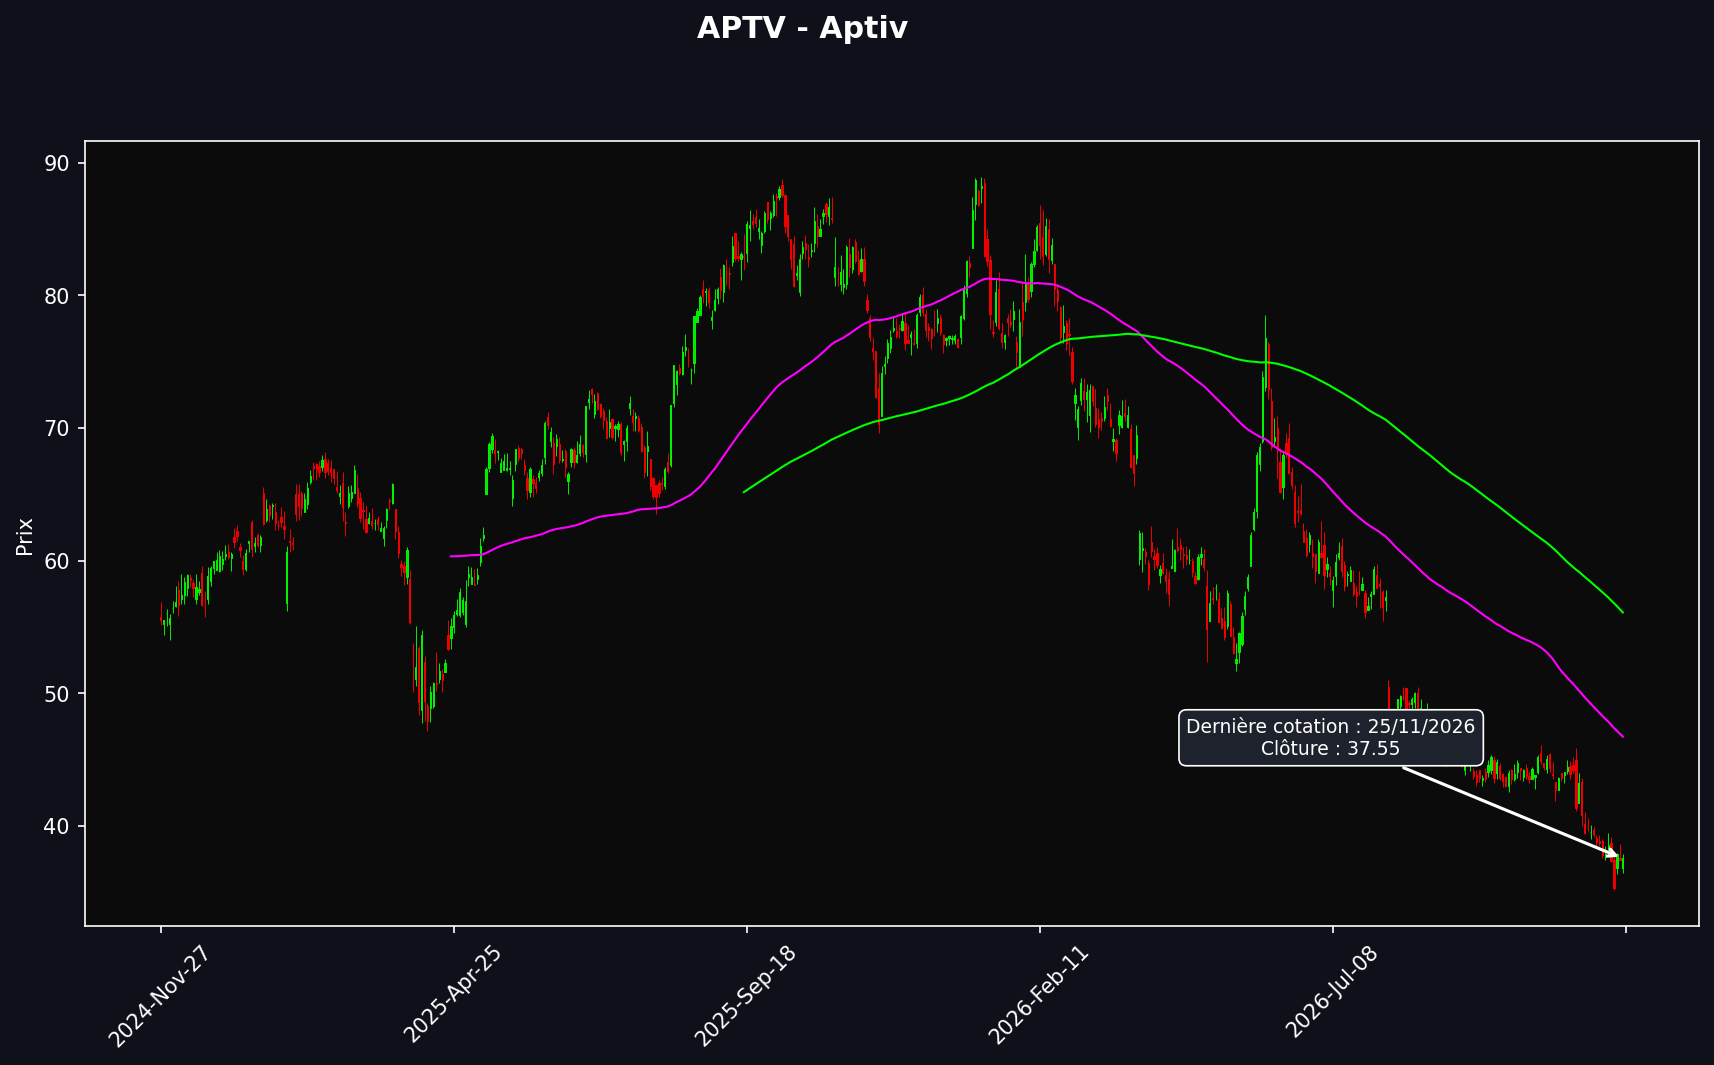 APTV - Aptiv
Prix
90
80
70
60
50
40
Dernière cotation : 25/11/2026
Clôture : 37.55
2024-Nov-27
2025-Apr-25
2025-Sep-18
2026-Feb-11
2026-Jul-08